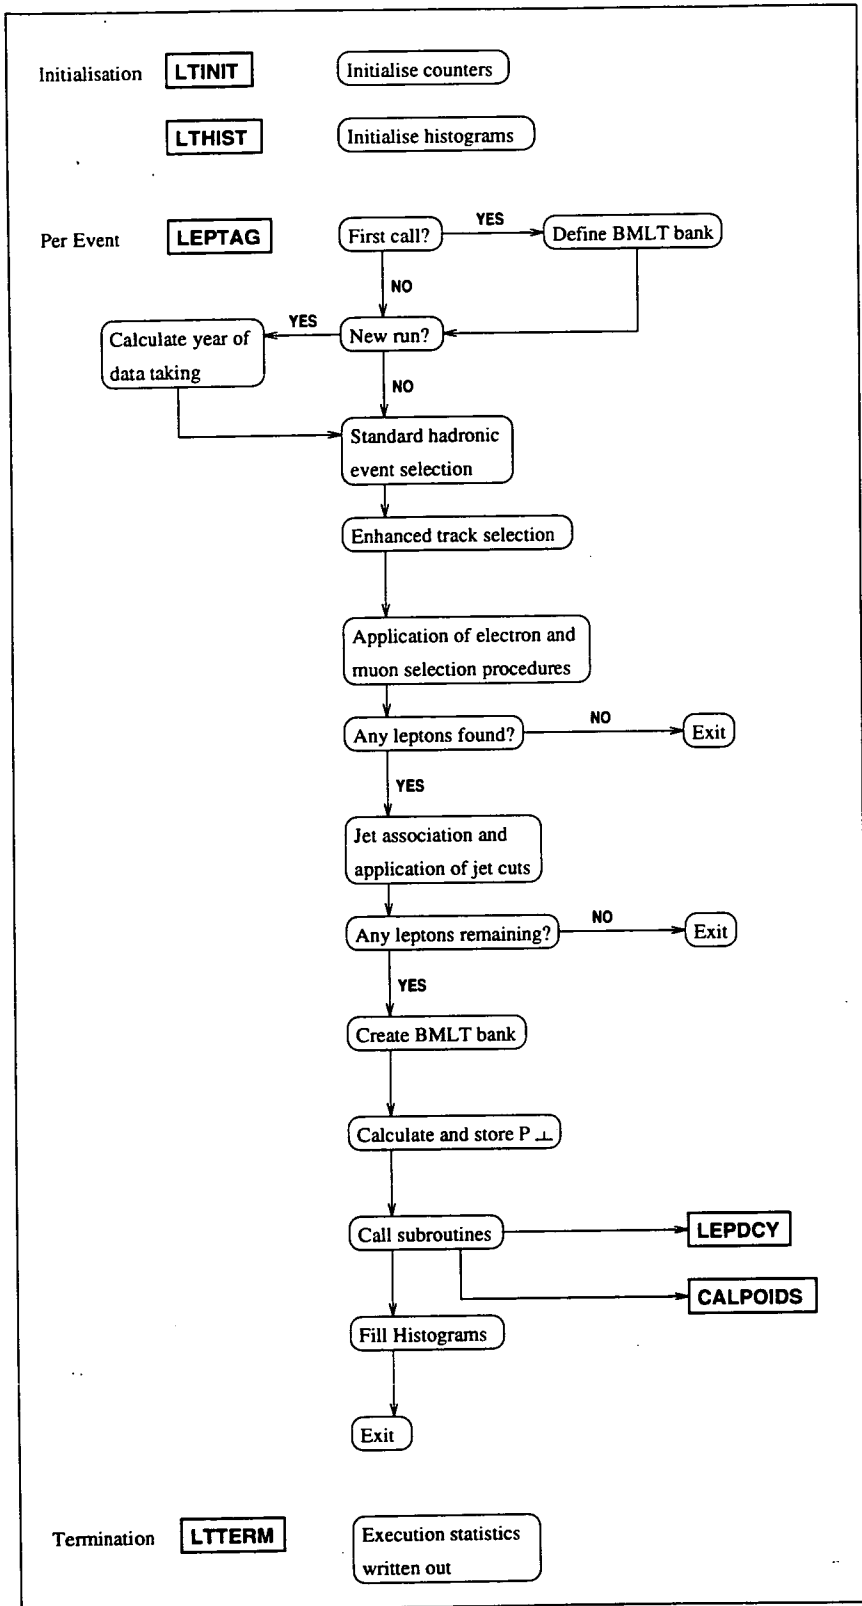 Initialisation LTINIT Initialise counters
LTHIST Initialise histograms
Per Event LEPTAG First call? YES Define BMLT bank
NO
Calculate year of
data taking
YES
New run?
NO
Standard hadronic
event selection
Enhanced track selection
Application of electron and
muon selection procedures
Any leptons found? NO Exit
YES
Jet association and
application of jet cuts
Any leptons remaining? NO Exit
YES
Create BMLT bank
Calculate and store P ⊥
Call subroutines LEPDCY
CALPOIDS
Fill Histograms
Exit
Termination LTTERM Execution statistics
written out